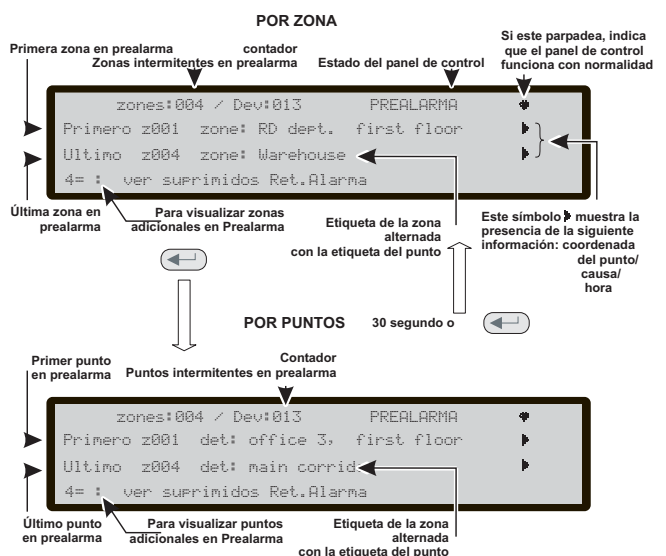 POR ZONA
Primera zona en prealarma
contador
Zonas intermitentes en prealarma
Estado del panel de control
Si este parpadea, indica
que el panel de control
funciona con normalidad
zones:004 / Dev:013 PREALARMA
Primero z001 zone: RD dept. first floor
Ultimo z004 zone: Warehouse
4= : ver suprimidos Ret.Alarma
Última zona en
prealarma
Para visualizar zonas
adicionales en Prealarma
Etiqueta de la zona
alternada
con la etiqueta del punto
Este símbolo muestra la
presencia de la siguiente
información: coordenada
del punto/
causa/
hora
POR PUNTOS
30 segundo o
Primer punto
en prealarma
Contador
Puntos intermitentes en prealarma
zones:004 / Dev:013 PREALARMA
Primero z001 det: office 3, first floor
Ultimo z004 det: main corrid
4= : ver suprimidos Ret.Alarma
Último punto
en prealarma
Para visualizar puntos
adicionales en Prealarma
Etiqueta de la zona
alternada
con la etiqueta del punto